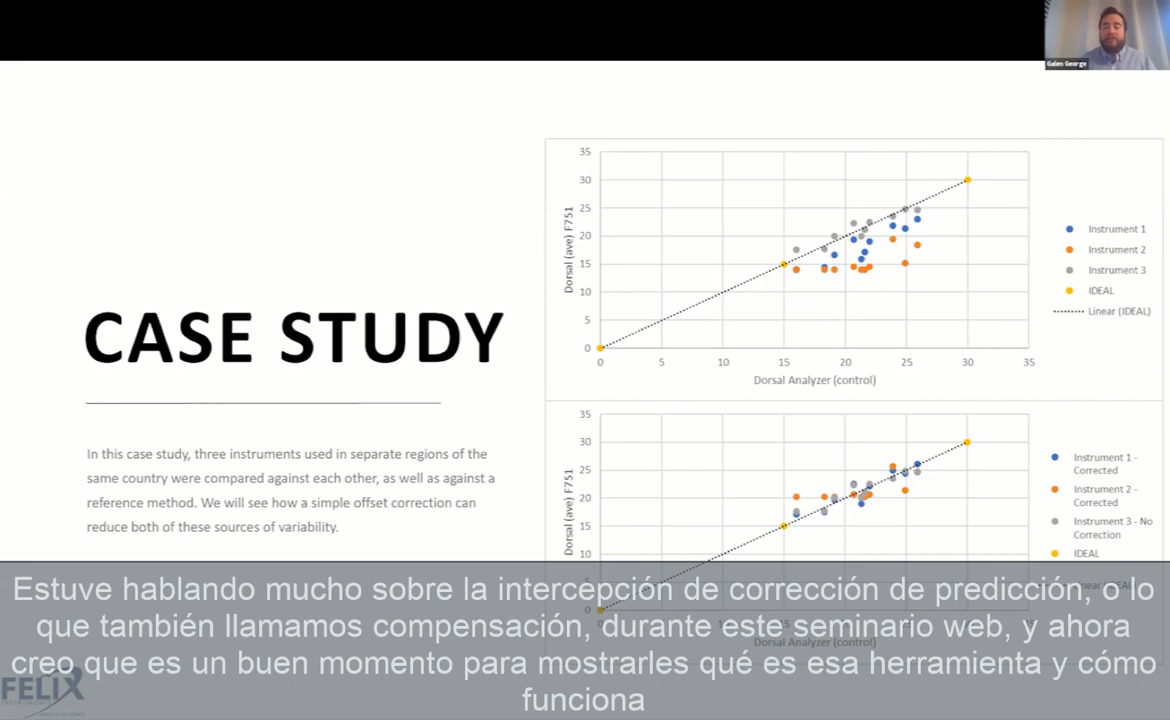 Galen George
CASE STUDY
In this case study, three instruments used in separate regions of the
same country were compared against each other, as well as against a
reference method. We will see how a simple offset correction can
reduce both of these sources of variability.
35
30
25
20
15
10
5
0
Dorsal (ave) F751
0 5 10 15 20 25 30 35
Dorsal Analyzer (control)
Instrument 1
Instrument 2
Instrument 3
IDEAL
Linear (IDEAL)
35
30
25
20
15
10
Dorsal (ave) F751
Dorsal Analyzer (control)
Instrument 1 -
Corrected
Instrument 2 -
Corrected
Instrument 3 - No
Correction
IDEAL
Estuve hablando mucho sobre la intercepción de corrección de predicción, o lo
que también llamamos compensación, durante este seminario web, y ahora
creo que es un buen momento para mostrarles qué es esa herramienta y cómo
funciona
FELIX
INSTRUMENTS